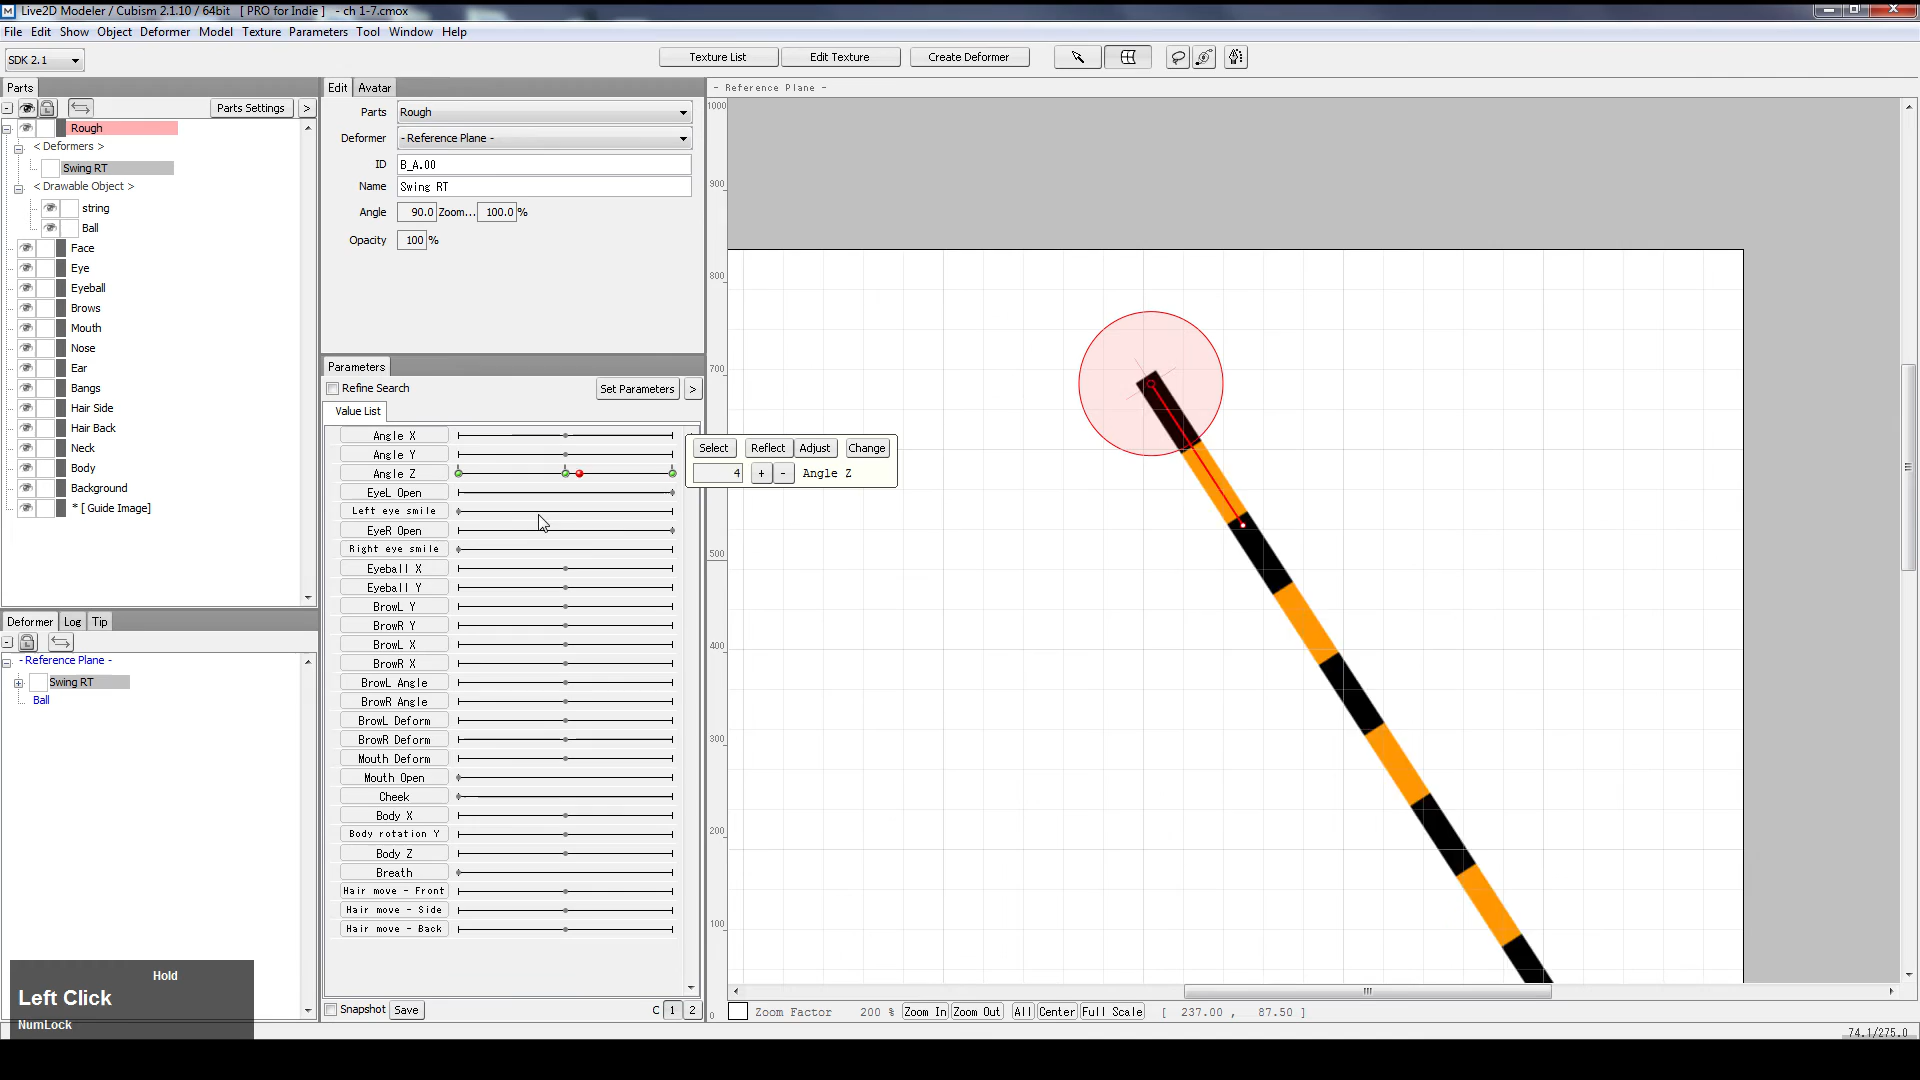 Live2D Modeler / Cubism 2.1.10 / 64bit   [ PRO for Indie ]   - ch 1-7.cmox
File Edit Show Object Deformer Model Texture Parameters Tool Window Help
SDK 2.1
Texture List
Edit Texture
Create Deformer
Parts
Parts Settings
>
Rough
< Deformers >
Swing RT
< Drawable Object >
string
Ball
Face
Eye
Eyeball
Brows
Mouth
Nose
Ear
Bangs
Hair Side
Hair Back
Neck
Body
Background
* [ Guide Image]
Deformer Log Tip
- Reference Plane -
Swing RT
Ball
Hold
Left Click
NumLock
Edit Avatar
Parts Rough
Deformer - Reference Plane -
ID B_A.00
Name Swing RT
Angle 90.0 Zoom... 100.0 %
Opacity 100 %
Parameters
Refine Search
Set Parameters >
Value List
Angle X
Angle Y
Angle Z
EyeL Open
Left eye smile
EyeR Open
Right eye smile
Eyeball X
Eyeball Y
BrowL Y
BrowR Y
BrowL X
BrowR X
BrowL Angle
BrowR Angle
BrowL Deform
BrowR Deform
Mouth Deform
Mouth Open
Cheek
Body X
Body rotation Y
Body Z
Breath
Hair move - Front
Hair move - Side
Hair move - Back
Snapshot Save C 1 2
Select Reflect Adjust Change
4 + - Angle Z
- Reference Plane -
1000
900
800
700
500
400
300
200
100
0
Zoom Factor 200 % Zoom In Zoom Out All Center Full Scale [ 237.00 , 87.50 ]
74.1/275.0